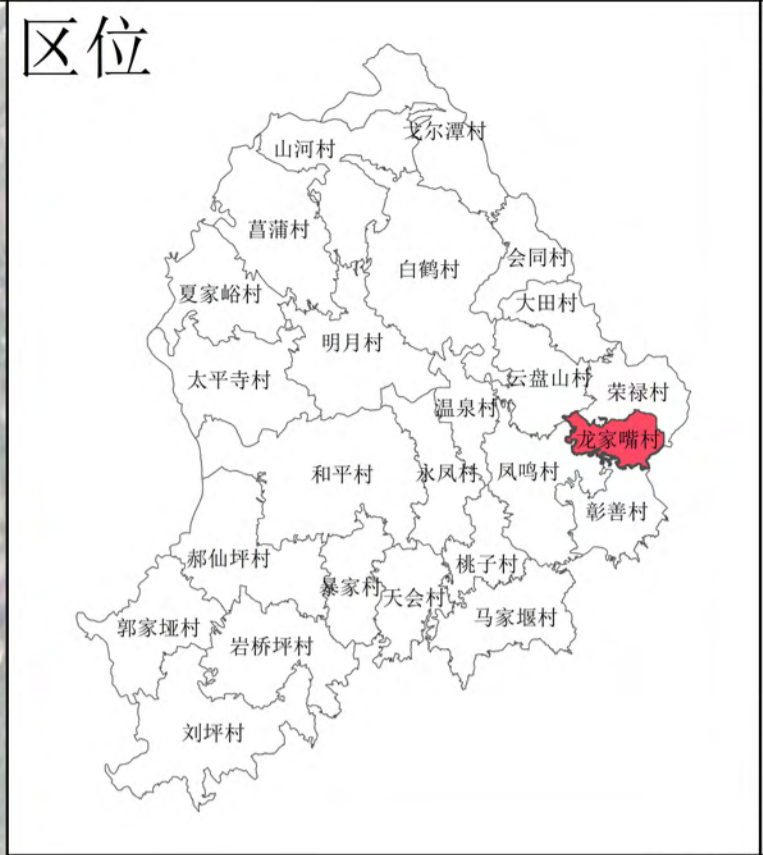 区位
戈尔潭村
山河村
菖蒲村
会同村
白鹤村
夏家峪村
大田村
明月村
太平寺村
云盘山村
荣禄村
温泉村
龙家嘴村
和平村
永凤村
凤鸣村
彰善村
郝仙坪村
桃子村
暴家村
天会村
马家堰村
郭家垭村
岩桥坪村
刘坪村